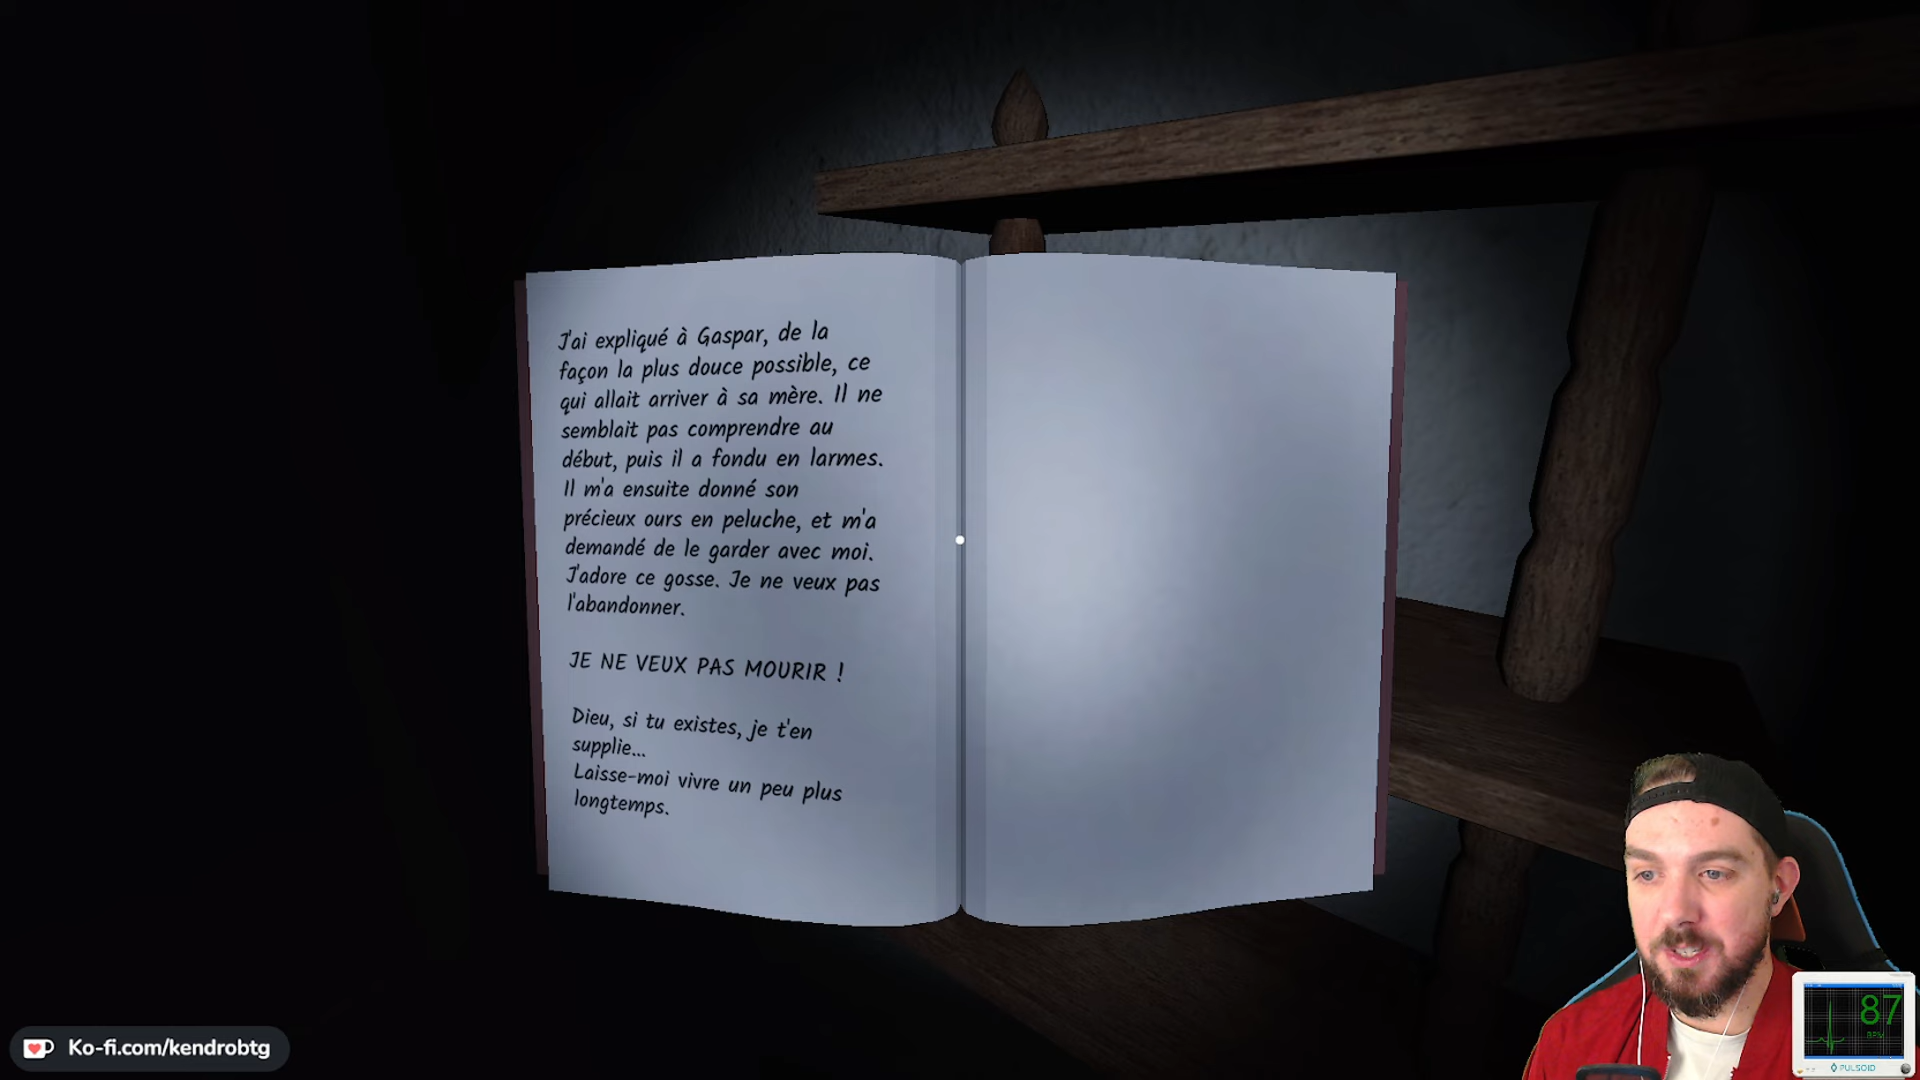 J'ai expliqué à Gaspar, de la
façon la plus douce possible, ce
qui allait arriver à sa mère. Il ne
semblait pas comprendre au
début, puis il a fondu en larmes.
Il m'a ensuite donné son
précieux ours en peluche, et m'a
demandé de le garder avec moi.
J'adore ce gosse. Je ne veux pas
l'abandonner.
JE NE VEUX PAS MOURIR !
Dieu, si tu existes, je t'en
supplie...
Laisse-moi vivre un peu plus
longtemps.
Ko-fi.com/kendrobtg
87
BPM
PULSOID